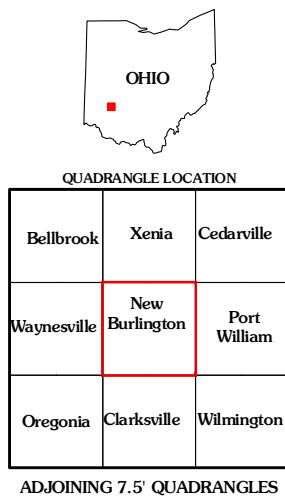 OHIO
QUADRANGLE LOCATION
Bellbrook Xenia Cedarville
Waynesville New Burlington Port William
Oregonia Clarksville Wilmington
ADJOINING 7.5' QUADRANGLES